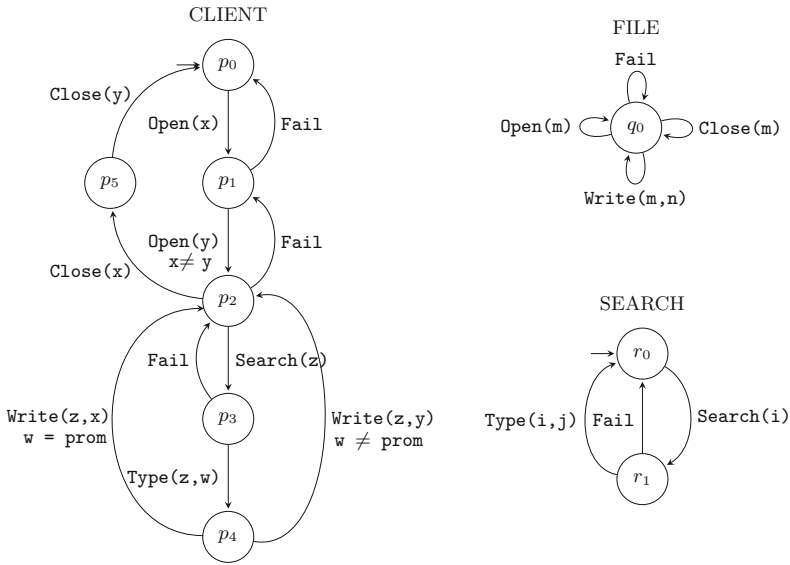 CLIENT
p0
Close(y)
Open(x)
Fail
p5
p1
Open(y)
x≠ y
Fail
Close(x)
p2
Fail
Search(z)
Write(z,x)
w = prom
p3
Write(z,y)
w ≠ prom
Type(z,w)
p4
FILE
Fail
Open(m)
q0
Close(m)
Write(m,n)
SEARCH
r0
Type(i,j)
Fail
Search(i)
r1